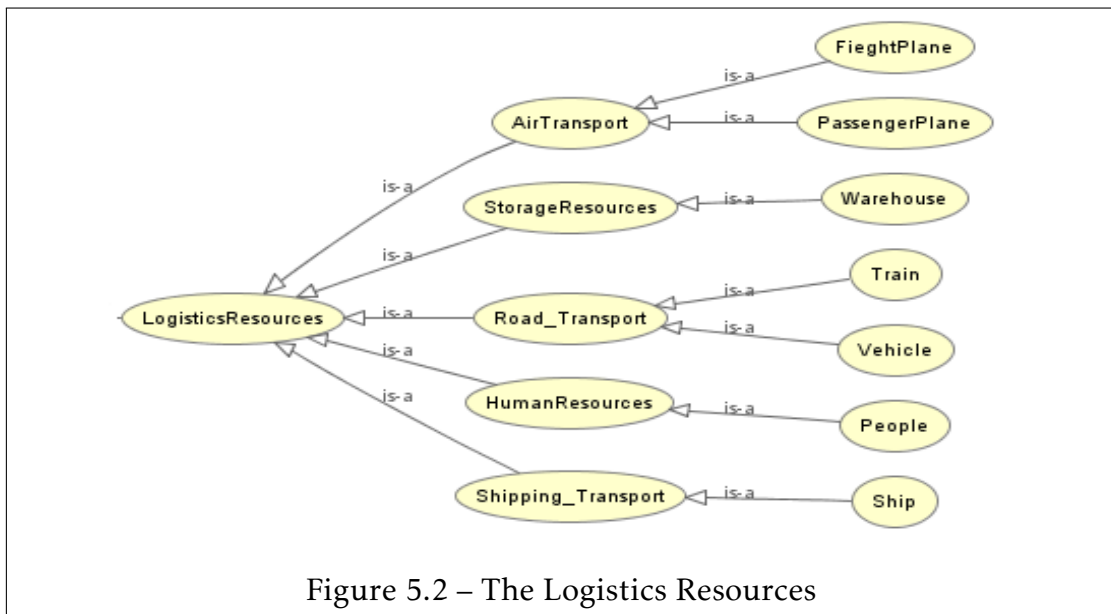 FieghtPlane
is-a
AirTransport
is-a
PassengerPlane
is-a
StorageResources
is-a
Warehouse
is-a
Train
is-a
LogisticsResources
is-a
Road_Transport
is-a
Vehicle
is-a
HumanResources
is-a
People
is-a
Shipping_Transport
is-a
Ship
Figure 5.2 – The Logistics Resources